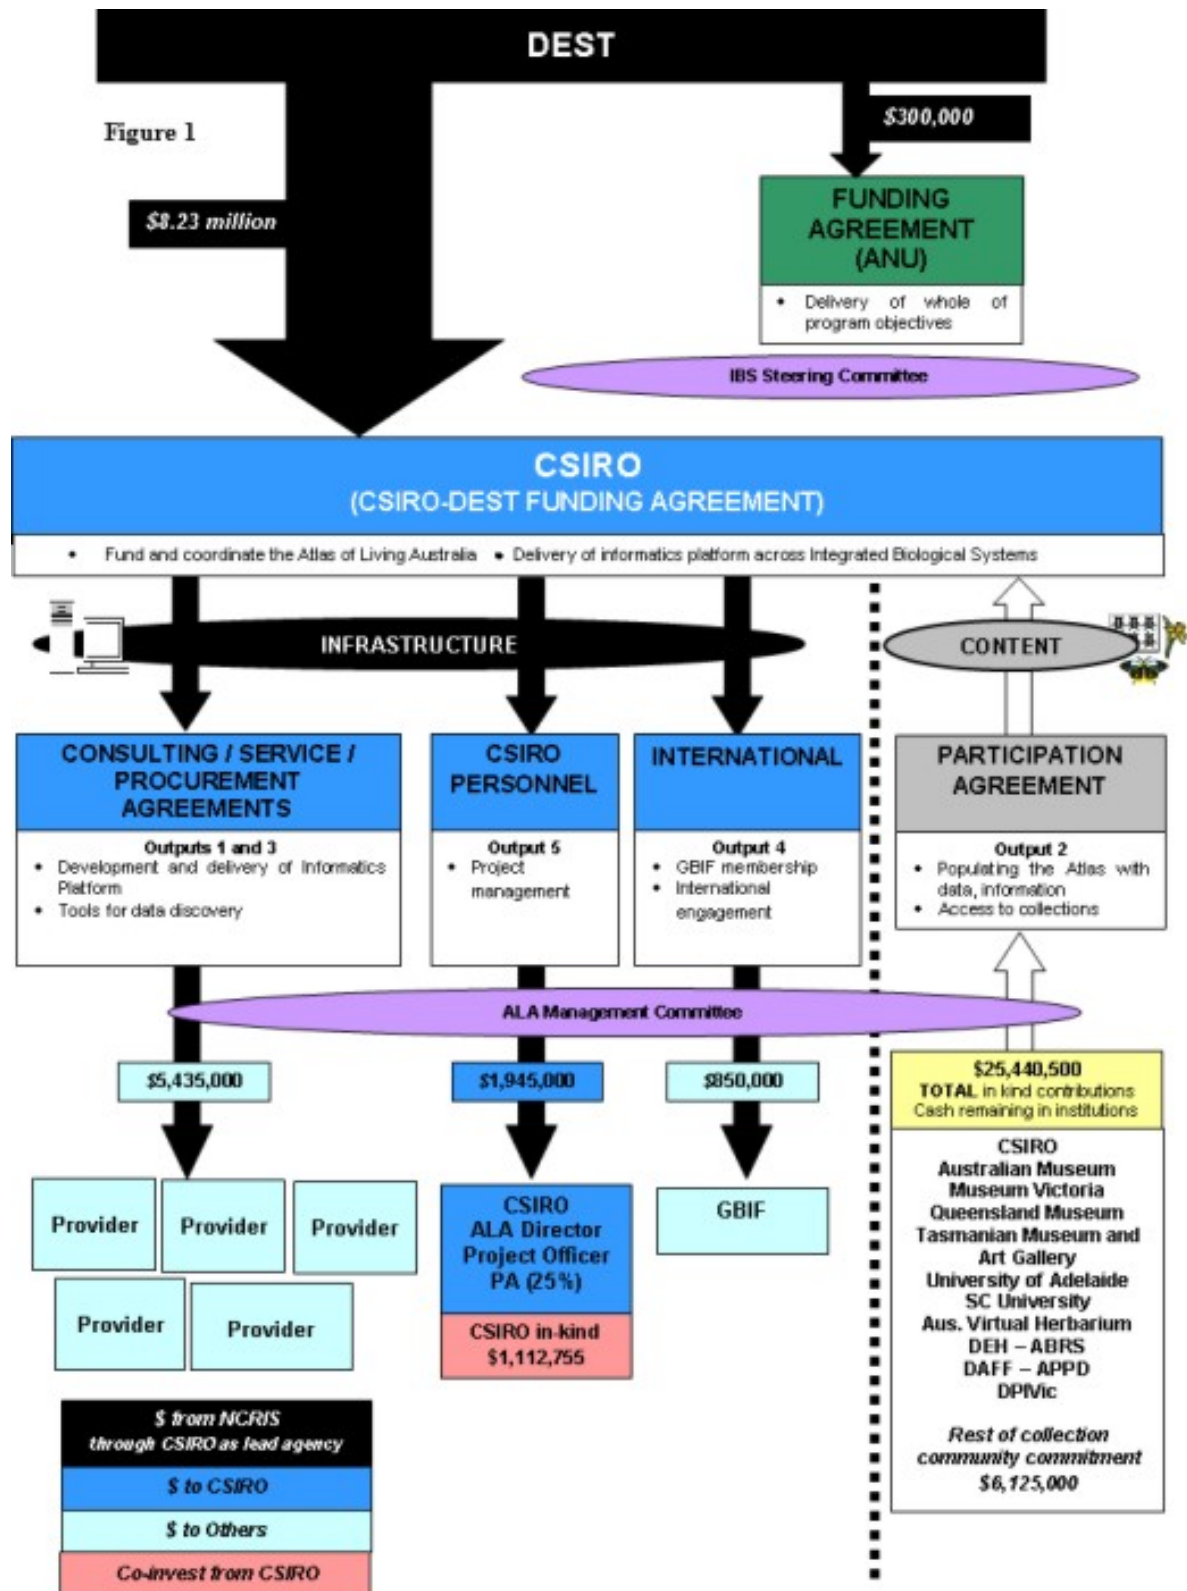 DEST
Figure 1
$300,000
$8.23 million
FUNDING
AGREEMENT
(ANU)
• Delivery of whole of
program objectives
IBS Steering Committee
CSIRO
(CSIRO-DEST FUNDING AGREEMENT)
• Fund and coordinate the Atlas of Living Australia • Delivery of informatics platform across Integrated Biological Systems
INFRASTRUCTURE
CONTENT
CONSULTING / SERVICE /
PROCUREMENT
AGREEMENTS
Outputs 1 and 3
• Development and delivery of Informatics
Platform
• Tools for data discovery
CSIRO
PERSONNEL
Output 5
• Project
management
INTERNATIONAL
Output 4
• GBIF membership
• International
engagement
PARTICIPATION
AGREEMENT
Output 2
• Populating the Atlas with
data, information
• Access to collections
ALA Management Committee
$5,435,000
$1,945,000
$850,000
$25,440,500
TOTAL in kind contributions
Cash remaining in institutions
CSIRO
Australian Museum
Museum Victoria
Queensland Museum
Tasmanian Museum and
Art Gallery
University of Adelaide
SC University
Aus. Virtual Herbarium
DEH – ABRS
DAFF – APPD
DPIVic
Rest of collection
community commitment
$6,125,000
Provider
Provider
Provider
Provider
Provider
CSIRO
ALA Director
Project Officer
PA (25%)
CSIRO in-kind
$1,112,755
GBIF
$ from NCRIS
through CSIRO as lead agency
$ to CSIRO
$ to Others
Co-invest from CSIRO